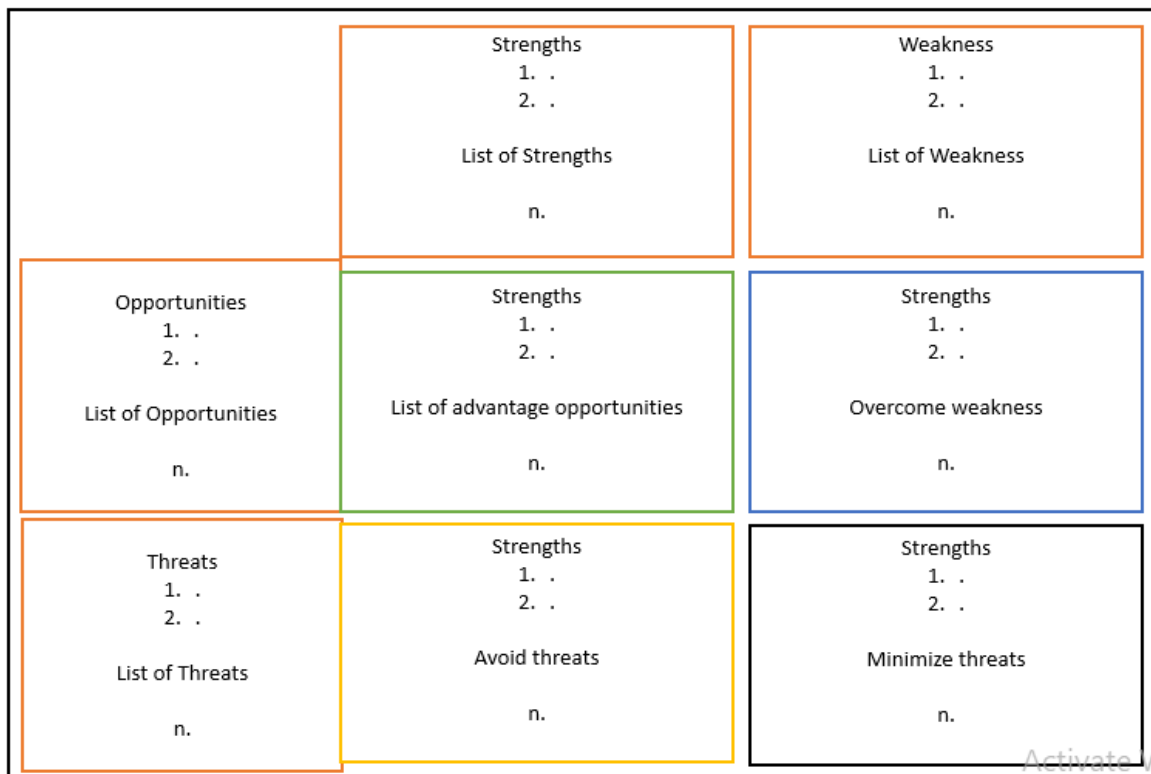 Strengths
1. .
2. .
List of Strengths
n.
Weakness
1. .
2. .
List of Weakness
n.
Opportunities
1. .
2. .
List of Opportunities
n.
Strengths
1. .
2. .
List of advantage opportunities
n.
Strengths
1. .
2. .
Overcome weakness
n.
Threats
1. .
2. .
List of Threats
n.
Strengths
1. .
2. .
Avoid threats
n.
Strengths
1. .
2. .
Minimize threats
n.
Activate